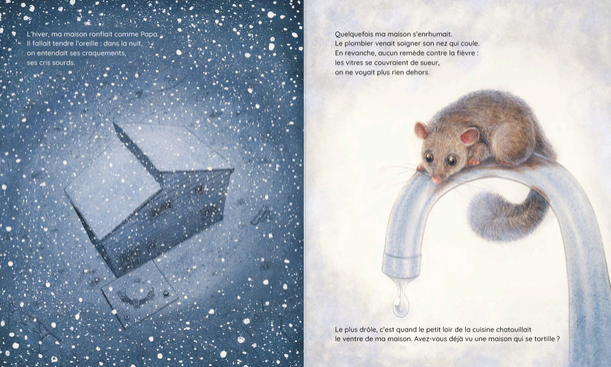 L'hiver, ma maison ronflait comme Papa.
Il fallait tendre l'oreille : dans la nuit,
on entendait ses craquements,
ses cris sourds.
Quelquefois ma maison s'enrhumait.
Le plombier venait soigner son nez qui coule.
En revanche, aucun remède contre la fièvre :
les vitres se couvraient de sueur,
on ne voyait plus rien dehors.
Le plus drôle, c'est quand le petit loir de la cuisine chatouillait
le ventre de ma maison. Avez-vous déjà vu une maison qui se tortille ?